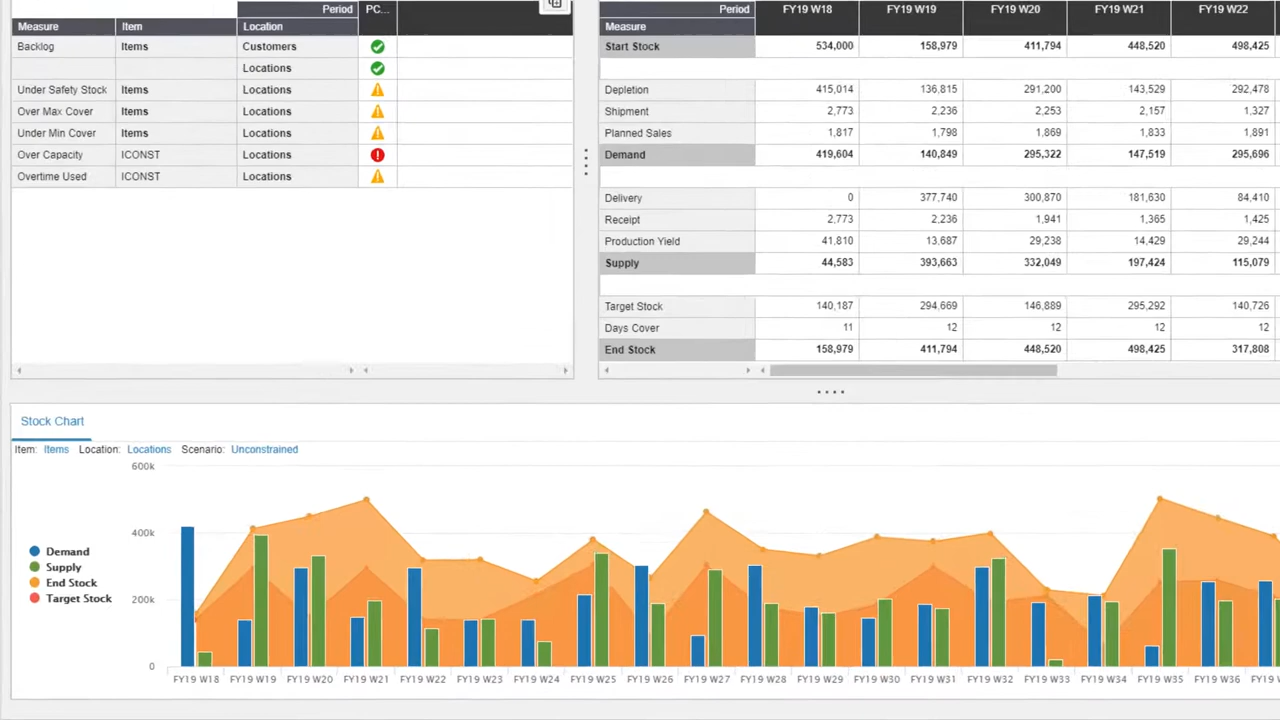 Period PC...
Measure Item Location
Backlog Items Customers
Locations
Under Safety Stock Items Locations
Over Max Cover Items Locations
Under Min Cover Items Locations
Over Capacity ICONST Locations
Overtime Used ICONST Locations
Period FY19 W18 FY19 W19 FY19 W20 FY19 W21 FY19 W22
Measure
Start Stock 534,000 158,979 411,794 448,520 498,425
Depletion 415,014 136,815 291,200 143,529 292,478
Shipment 2,773 2,236 2,253 2,157 1,327
Planned Sales 1,817 1,798 1,869 1,833 1,891
Demand 419,604 140,849 295,322 147,519 295,696
Delivery 0 377,740 300,870 181,630 84,410
Receipt 2,773 2,236 1,941 1,365 1,425
Production Yield 41,810 13,687 29,238 14,429 29,244
Supply 44,583 393,663 332,049 197,424 115,079
Target Stock 140,187 294,669 146,889 295,292 140,726
Days Cover 11 12 12 12 12
End Stock 158,979 411,794 448,520 498,425 317,808
Stock Chart
Item: Items Location: Locations Scenario: Unconstrained
600k
400k
200k
0
Demand
Supply
End Stock
Target Stock
FY19 W18 FY19 W19 FY19 W20 FY19 W21 FY19 W22 FY19 W23 FY19 W24 FY19 W25 FY19 W26 FY19 W27 FY19 W28 FY19 W29 FY19 W30 FY19 W31 FY19 W32 FY19 W33 FY19 W34 FY19 W35 FY19 W36 FY19 W